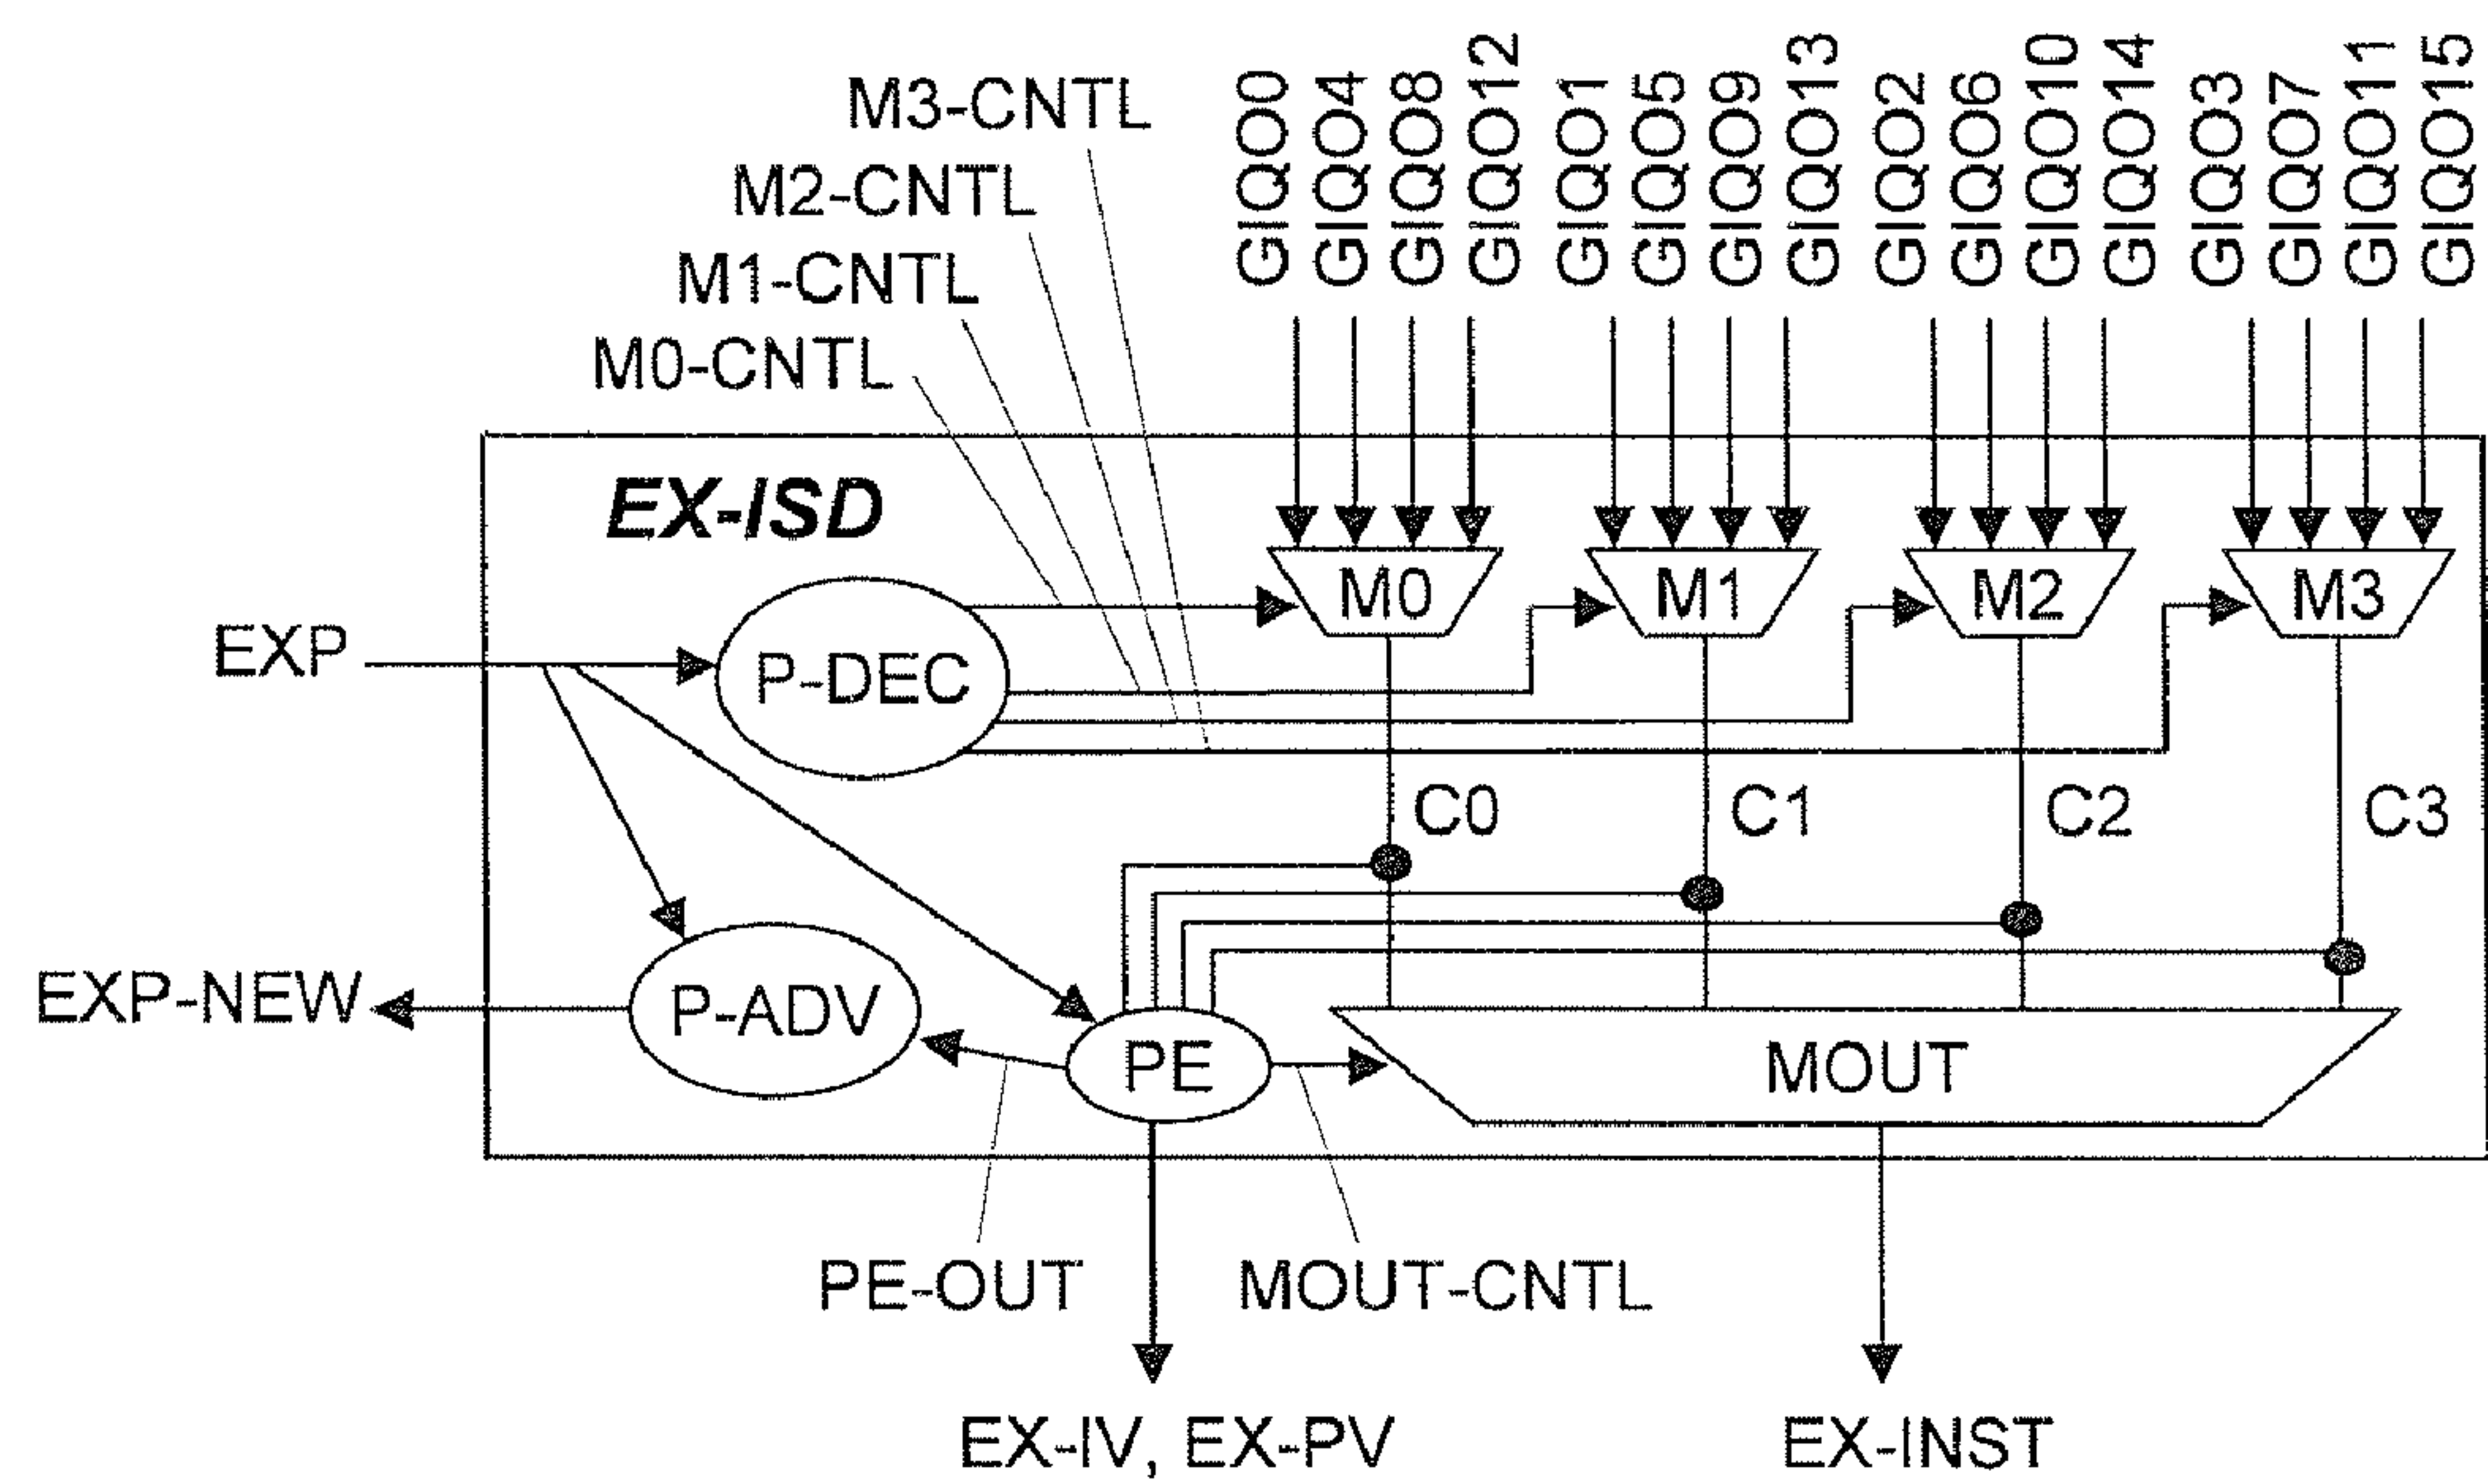 M3-CNTL
M2-CNTL
M1-CNTL
M0-CNTL
GIQO0
GIQO4
GIQO8
GIQO12
GIQO1
GIQO5
GIQO9
GIQO13
GIQO2
GIQO6
GIQO10
GIQO14
GIQO3
GIQO7
GIQO11
GIQO15
EX-ISD
M0
M1
M2
M3
EXP
P-DEC
C0
C1
C2
C3
EXP-NEW
P-ADV
PE
MOUT
PE-OUT
MOUT-CNTL
EX-IV, EX-PV
EX-INST